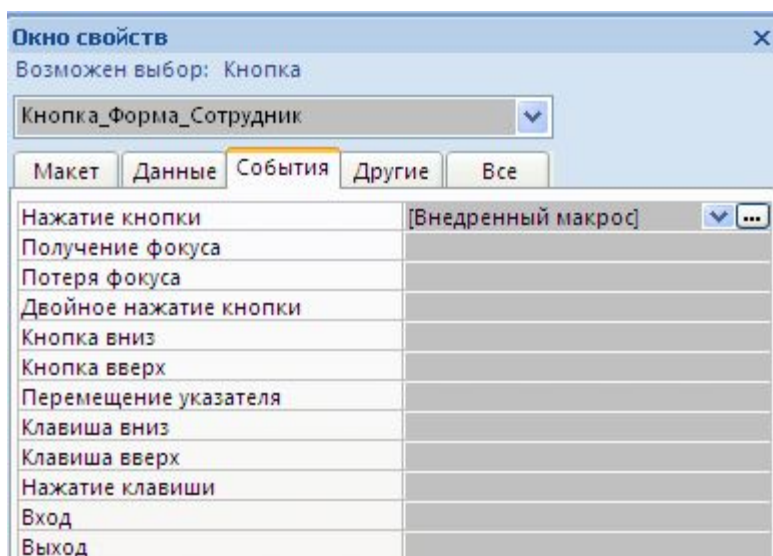 Окно свойств
Возможен выбор: Кнопка
Кнопка_Форма_Сотрудник
Макет Данные События Другие Все
Нажатие кнопки [Внедренный макрос] ...
Получение фокуса
Потеря фокуса
Двойное нажатие кнопки
Кнопка вниз
Кнопка вверх
Перемещение указателя
Клавиша вниз
Клавиша вверх
Нажатие клавиши
Вход
Выход